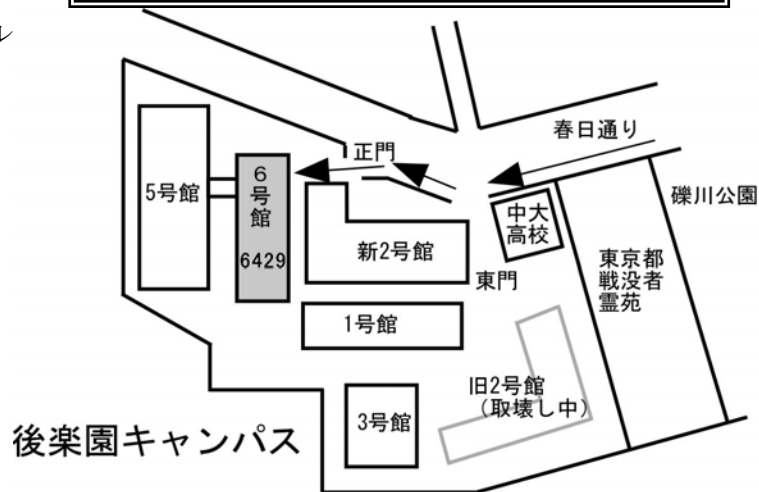 ル
春日通り
正門
礫川公園
5号館
6
号
館
6429
中大
高校
新2号館
東門
東京都
戦没者
霊苑
1号館
旧2号館
(取壊し中)
3号館
後楽園キャンパス